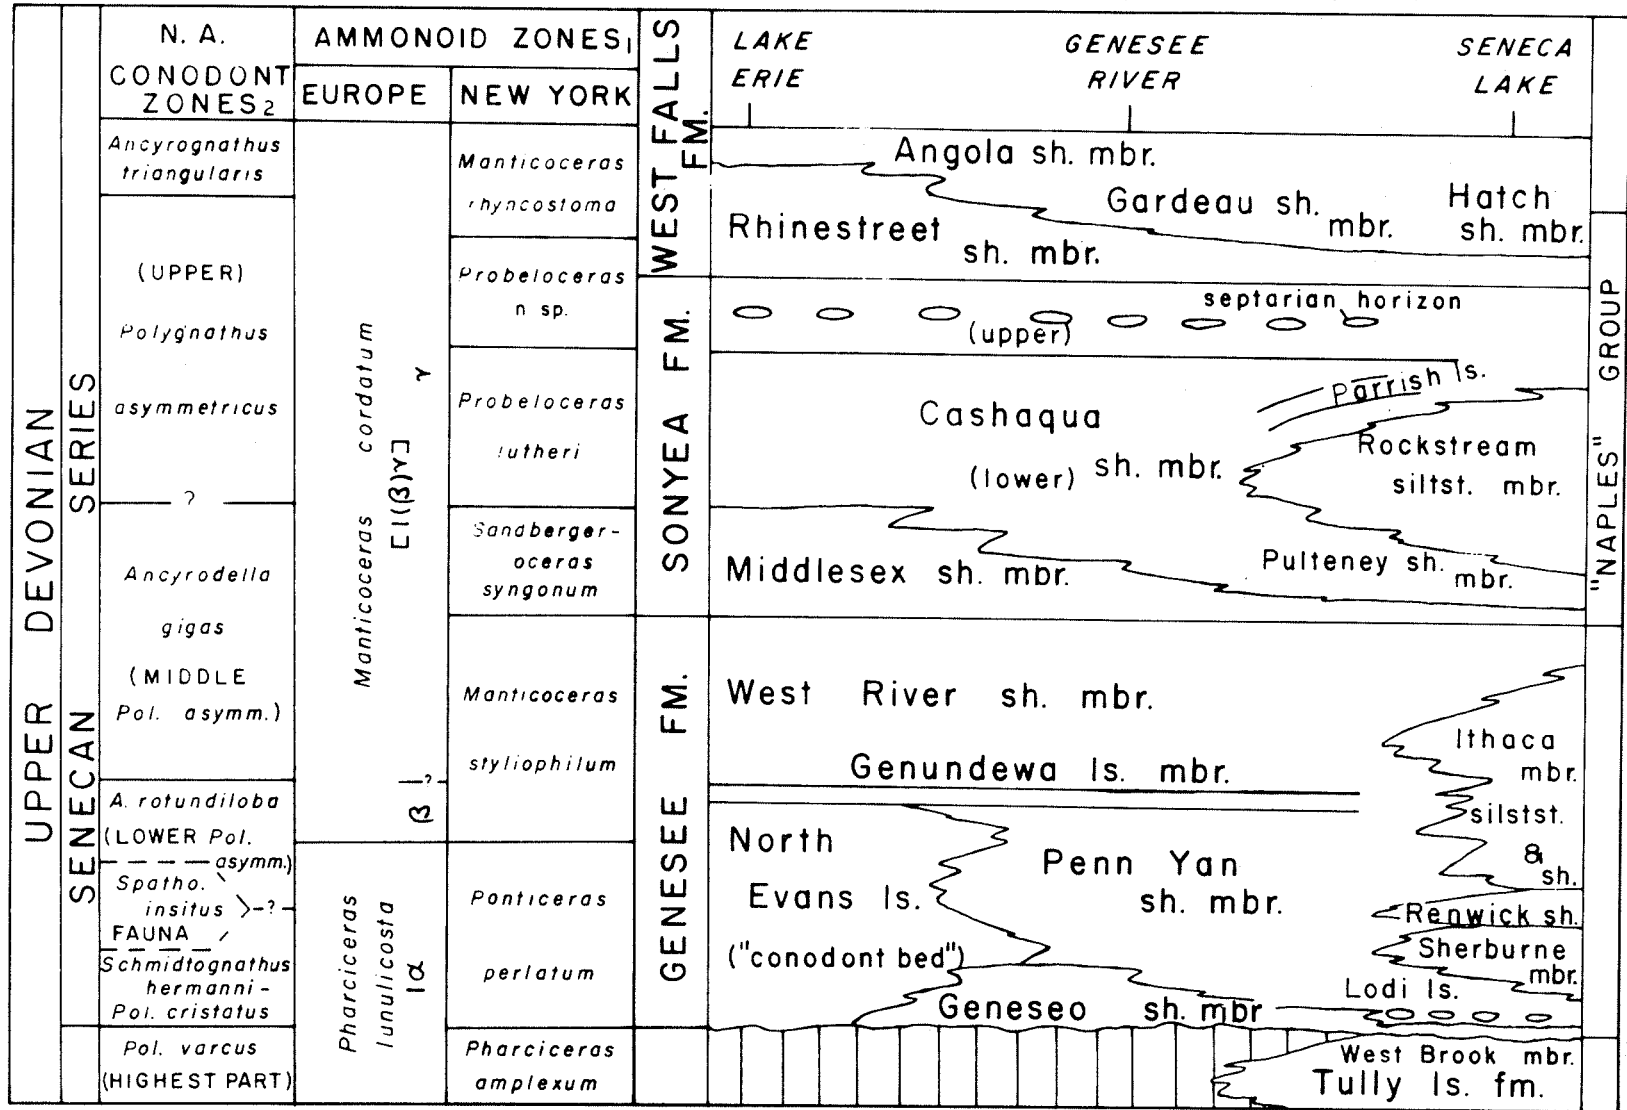 UPPER DEVONIAN
SENECAN SERIES
N. A.
CONODONT
ZONES2
Ancyrognathus
triangularis
(UPPER)
Polygnathus
asymmetricus
?
Ancyrodella
gigas
(MIDDLE
Pol. asymm.)
A. rotundiloba
(LOWER Pol.
asymm.)
Spatho.
insitus
-?-
FAUNA
Schmidtognathus
hermanni-
Pol. cristatus
Pol. varcus
(HIGHEST PART)
AMMONOID ZONES1
EUROPE
Manticoceras cordatum
[I(β)γ] γ
?
β
Pharciceras
lunulicosta
Iα
NEW YORK
Manticoceras
rhyncostoma
Probeloceras
n sp.
Probeloceras
lutheri
Sandberger-
oceras
syngonum
Manticoceras
styliophilum
Ponticeras
perlatum
Pharciceras
amplexum
WEST FALLS
FM.
SONYEA FM.
GENESEE FM.
LAKE
ERIE
GENESEE
RIVER
SENECA
LAKE
Angola sh. mbr.
Gardeau sh.
mbr.
Hatch
sh. mbr.
Rhinestreet
sh. mbr.
septarian horizon
(upper)
Parrish ls.
Cashaqua
(lower) sh. mbr.
Rockstream
siltst. mbr.
Middlesex sh. mbr.
Pulteney sh.
mbr.
West River sh. mbr.
Ithaca
mbr.
Genundewa ls. mbr.
silstst.
&
sh.
North
Evans ls.
("conodont bed")
Penn Yan
sh. mbr.
Renwick sh.
Sherburne
mbr.
Lodi ls.
Geneseo sh. mbr
West Brook mbr.
Tully ls. fm.
"NAPLES" GROUP